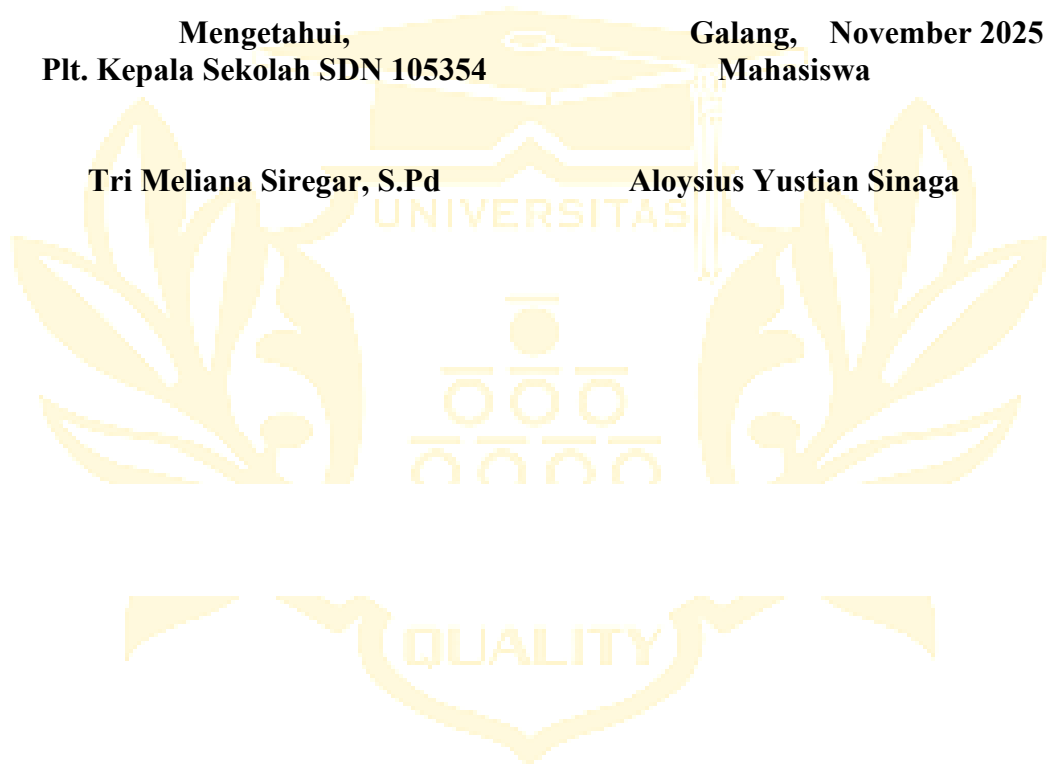 Mengetahui, Galang, November 2025
Plt. Kepala Sekolah SDN 105354 Mahasiswa
Tri Meliana Siregar, S.Pd Aloysius Yustian Sinaga
UNIVERSITAS
QUALITY